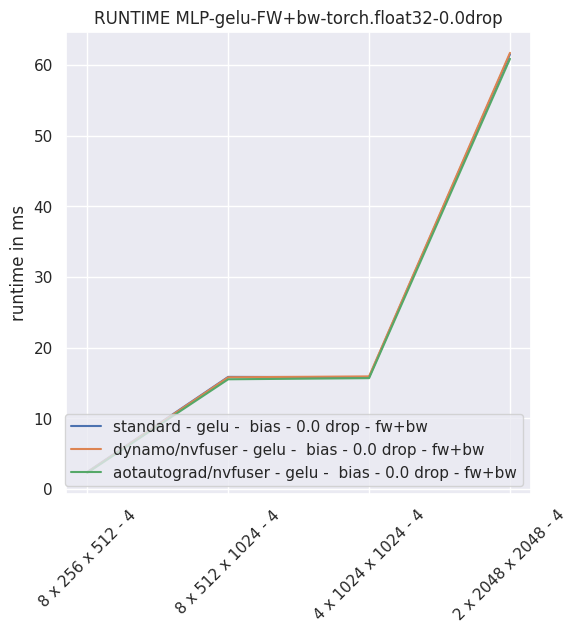 RUNTIME MLP-gelu-FW+bw-torch.float32-0.0drop
runtime in ms
60
50
40
30
20
10
0
standard - gelu -  bias - 0.0 drop - fw+bw
dynamo/nvfuser - gelu -  bias - 0.0 drop - fw+bw
aotautograd/nvfuser - gelu -  bias - 0.0 drop - fw+bw
8 x 256 x 512 - 4
8 x 512 x 1024 - 4
4 x 1024 x 1024 - 4
2 x 2048 x 2048 - 4